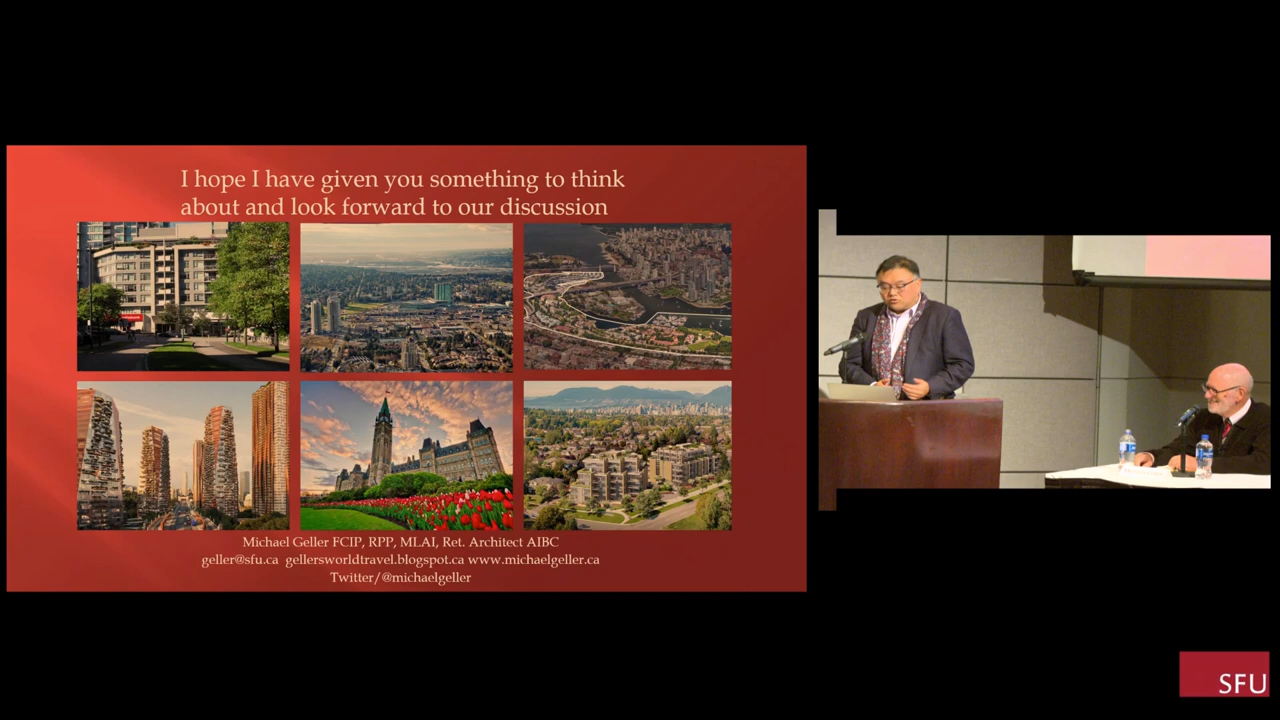 I hope I have given you something to think
about and look forward to our discussion
Michael Geller FCIP, RPP, MLAI, Ret. Architect AIBC
geller@sfu.ca gellersworldtravel.blogspot.ca www.michaelgeller.ca
Twitter/@michaelgeller
SFU